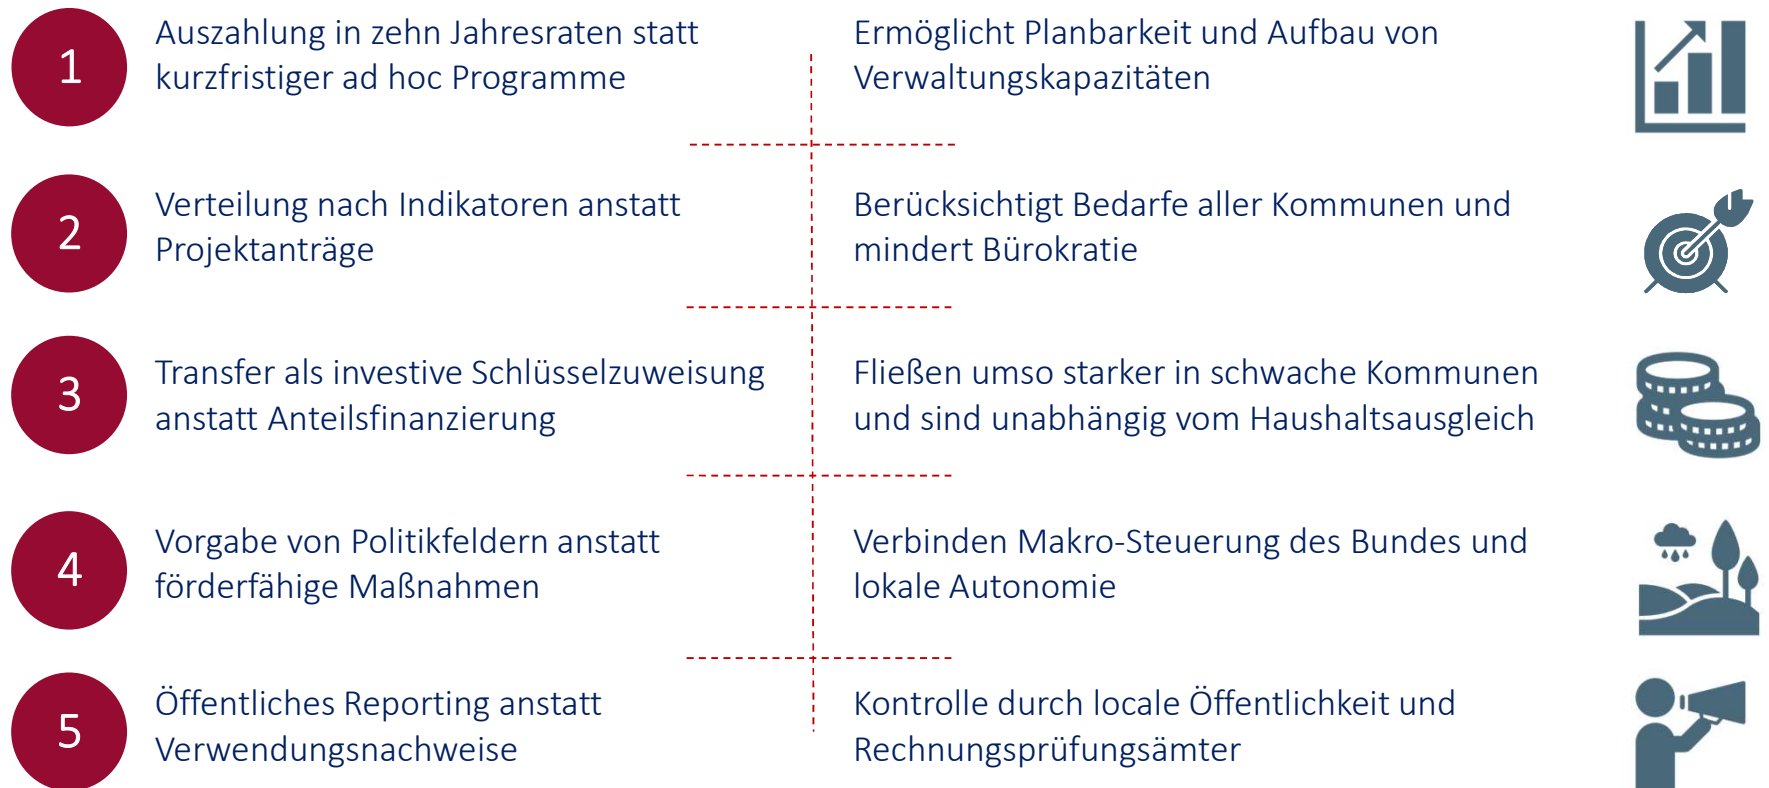 1
Auszahlung in zehn Jahresraten statt
kurzfristiger ad hoc Programme
Ermöglicht Planbarkeit und Aufbau von
Verwaltungskapazitäten
2
Verteilung nach Indikatoren anstatt
Projektanträge
Berücksichtigt Bedarfe aller Kommunen und
mindert Bürokratie
3
Transfer als investive Schlüsselzuweisung
anstatt Anteilsfinanzierung
Fließen umso starker in schwache Kommunen
und sind unabhängig vom Haushaltsausgleich
4
Vorgabe von Politikfeldern anstatt
förderfähige Maßnahmen
Verbinden Makro-Steuerung des Bundes und
lokale Autonomie
5
Öffentliches Reporting anstatt
Verwendungsnachweise
Kontrolle durch locale Öffentlichkeit und
Rechnungsprüfungsämter